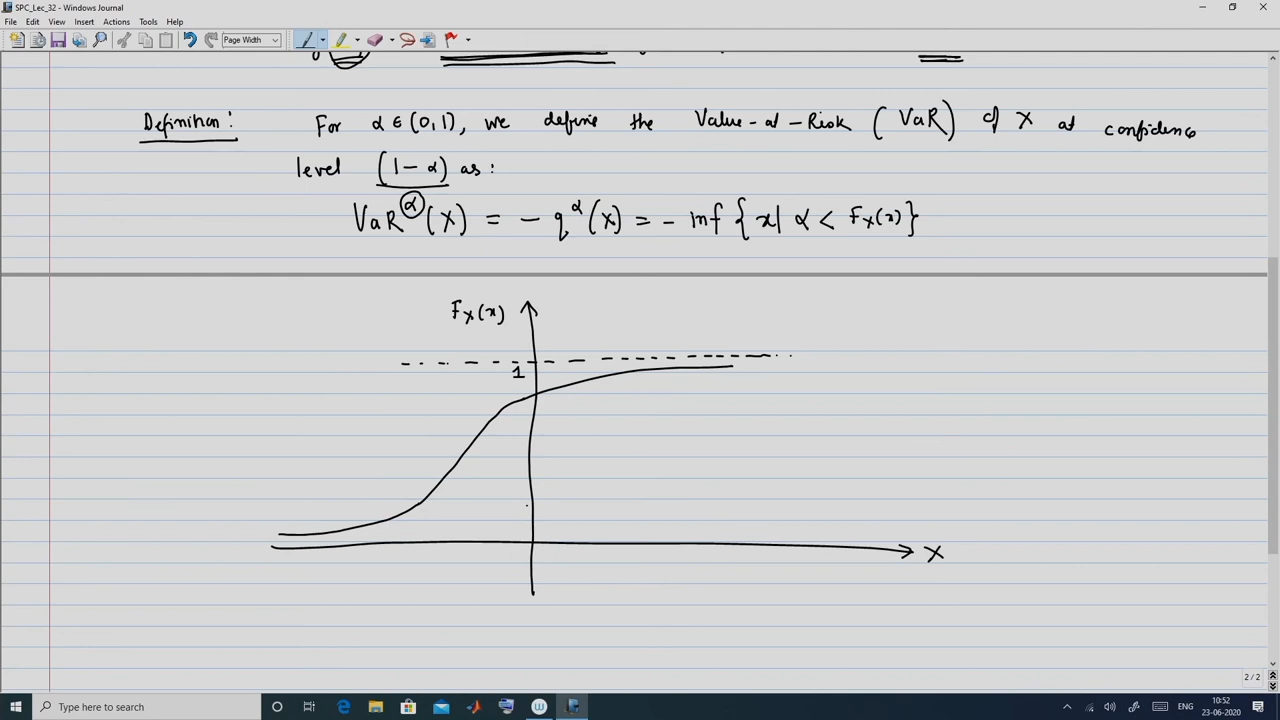 SPC_Lec_32 - Windows Journal
File Edit View Insert Actions Tools Help
Page Width
Definition: For α ∈ (0,1), we define the Value-at-Risk (VaR) of X at confidence
level (1-α) as:
VaR^α(X) = - q^α(X) = - inf {x| α < F_X(x)}
F_X(x)
1
X
2/2
Type here to search
ENG
10:52
23-06-2020